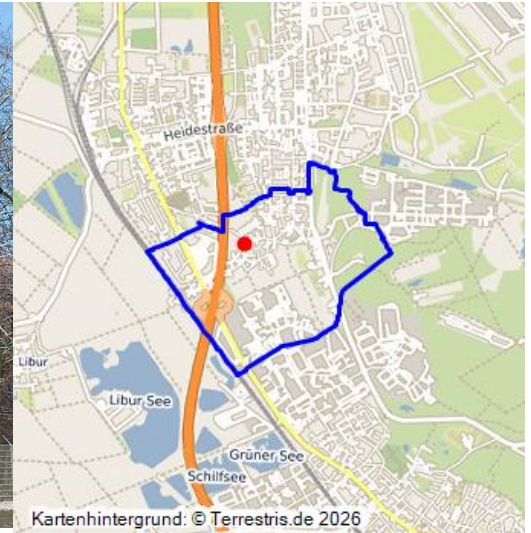 Heidestraße
Libur
Libur See
Grüner See
Schilfsee
Kartenhintergrund: © Terrestris.de 2026